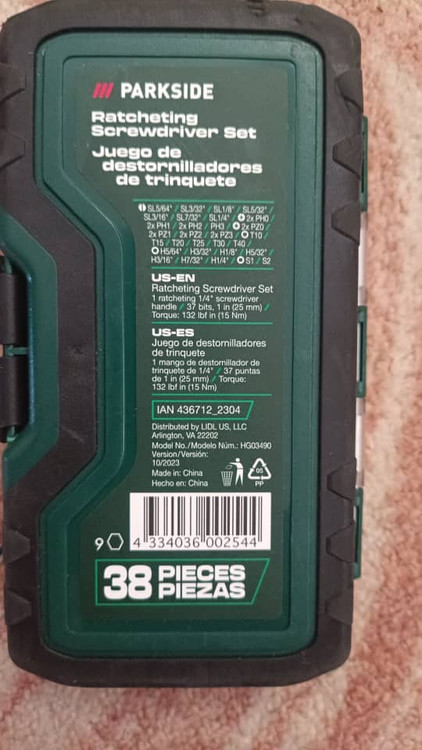 PARKSIDE
Ratcheting
Screwdriver Set
Juego de
destornilladores
de trinquete
SL5/64" / SL3/32" / SL1/8" / SL5/32" /
SL3/16" / SL7/32" / SL1/4" / 2x PH0 /
2x PH1 / 2x PH2 / PH3 / 2x PZ0 /
2x PZ1 / 2x PZ2 / 2x PZ3 / T10 /
T15 / T20 / T25 / T30 / T40 /
H5/64" / H3/32" / H1/8" / H5/32" /
H3/16" / H7/32" / H1/4" / S1 / S2
US-EN
Ratcheting Screwdriver Set
1 ratcheting 1/4" screwdriver
handle / 37 bits, 1 in (25 mm) /
Torque: 132 lbf in (15 Nm)
US-ES
Juego de destornilladores
de trinquete
1 mango de destornillador de
trinquete de 1/4" / 37 puntas
de 1 in (25 mm) / Torque:
132 lbf in (15 Nm)
IAN 436712_2304
Distributed by LIDL US, LLC
Arlington, VA 22202
Model No./Modelo Núm.: HG03490
Version/Versión:
10/2023
Made in: China
Hecho en: China
05
PP
9 4 334036 002544
38 PIECES
PIEZAS